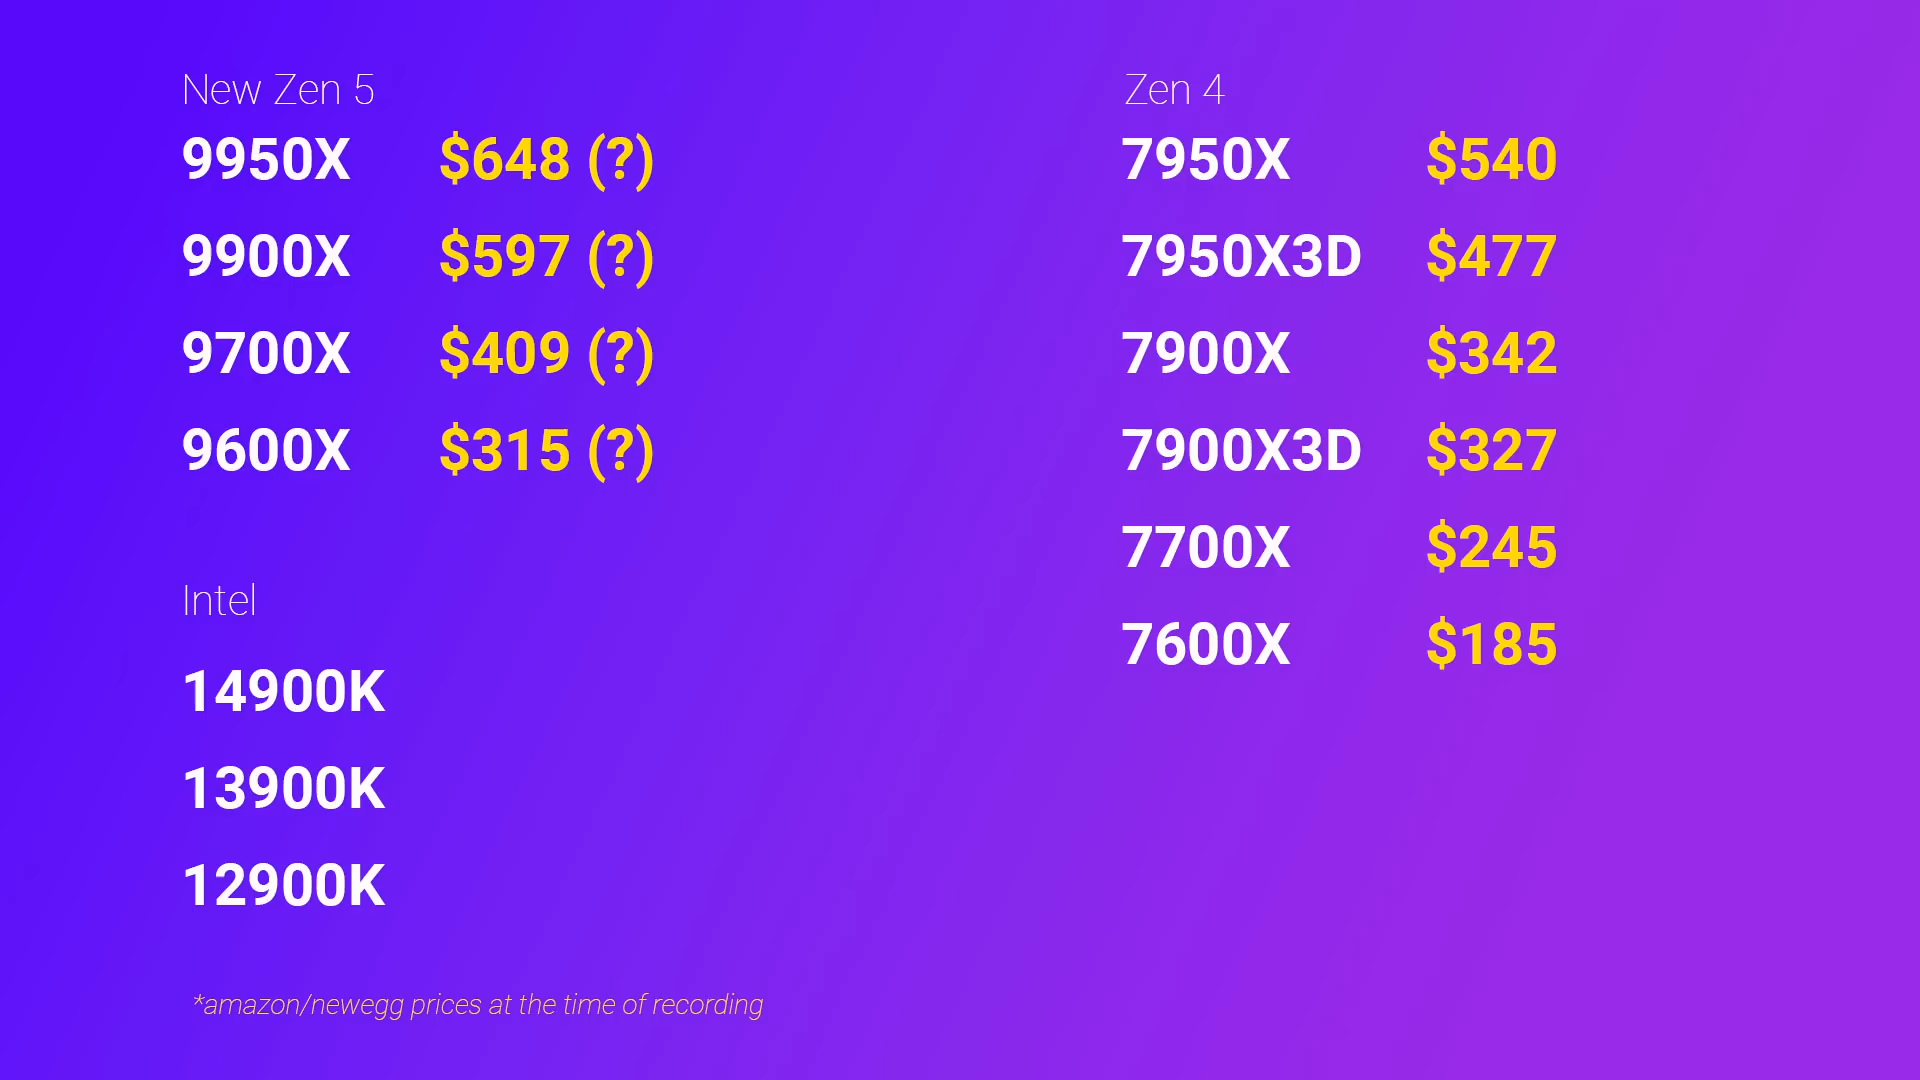 New Zen 5
9950X $648 (?)
9900X $597 (?)
9700X $409 (?)
9600X $315 (?)
Intel
14900K
13900K
12900K
*amazon/newegg prices at the time of recording
Zen 4
7950X $540
7950X3D $477
7900X $342
7900X3D $327
7700X $245
7600X $185